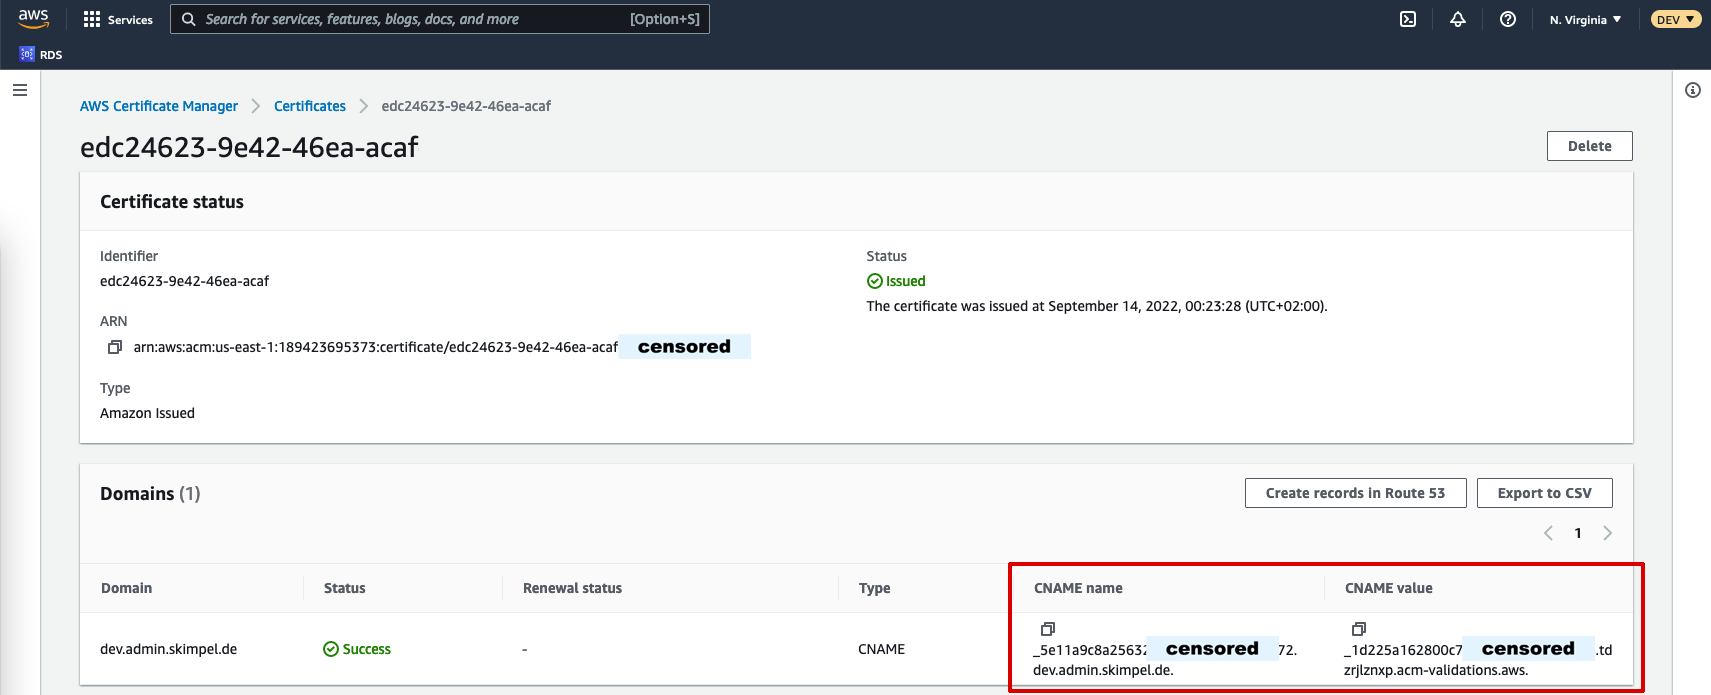 aws
Services
Search for services, features, blogs, docs, and more [Option+S]
N. Virginia ▼
DEV ▼
RDS
AWS Certificate Manager > Certificates > edc24623-9e42-46ea-acaf
edc24623-9e42-46ea-acaf
Delete
Certificate status
Identifier
edc24623-9e42-46ea-acaf
Status
Issued
The certificate was issued at September 14, 2022, 00:23:28 (UTC+02:00).
ARN
arn:aws:acm:us-east-1:189423695373:certificate/edc24623-9e42-46ea-acaf censored
Type
Amazon Issued
Domains (1)
Create records in Route 53
Export to CSV
< 1 >
Domain Status Renewal status Type CNAME name CNAME value
dev.admin.skimpel.de Success - CNAME
_5e11a9c8a25632 censored 72.
dev.admin.skimpel.de.
_1d225a162800c7 censored .td
zrjlznxp.acm-validations.aws.